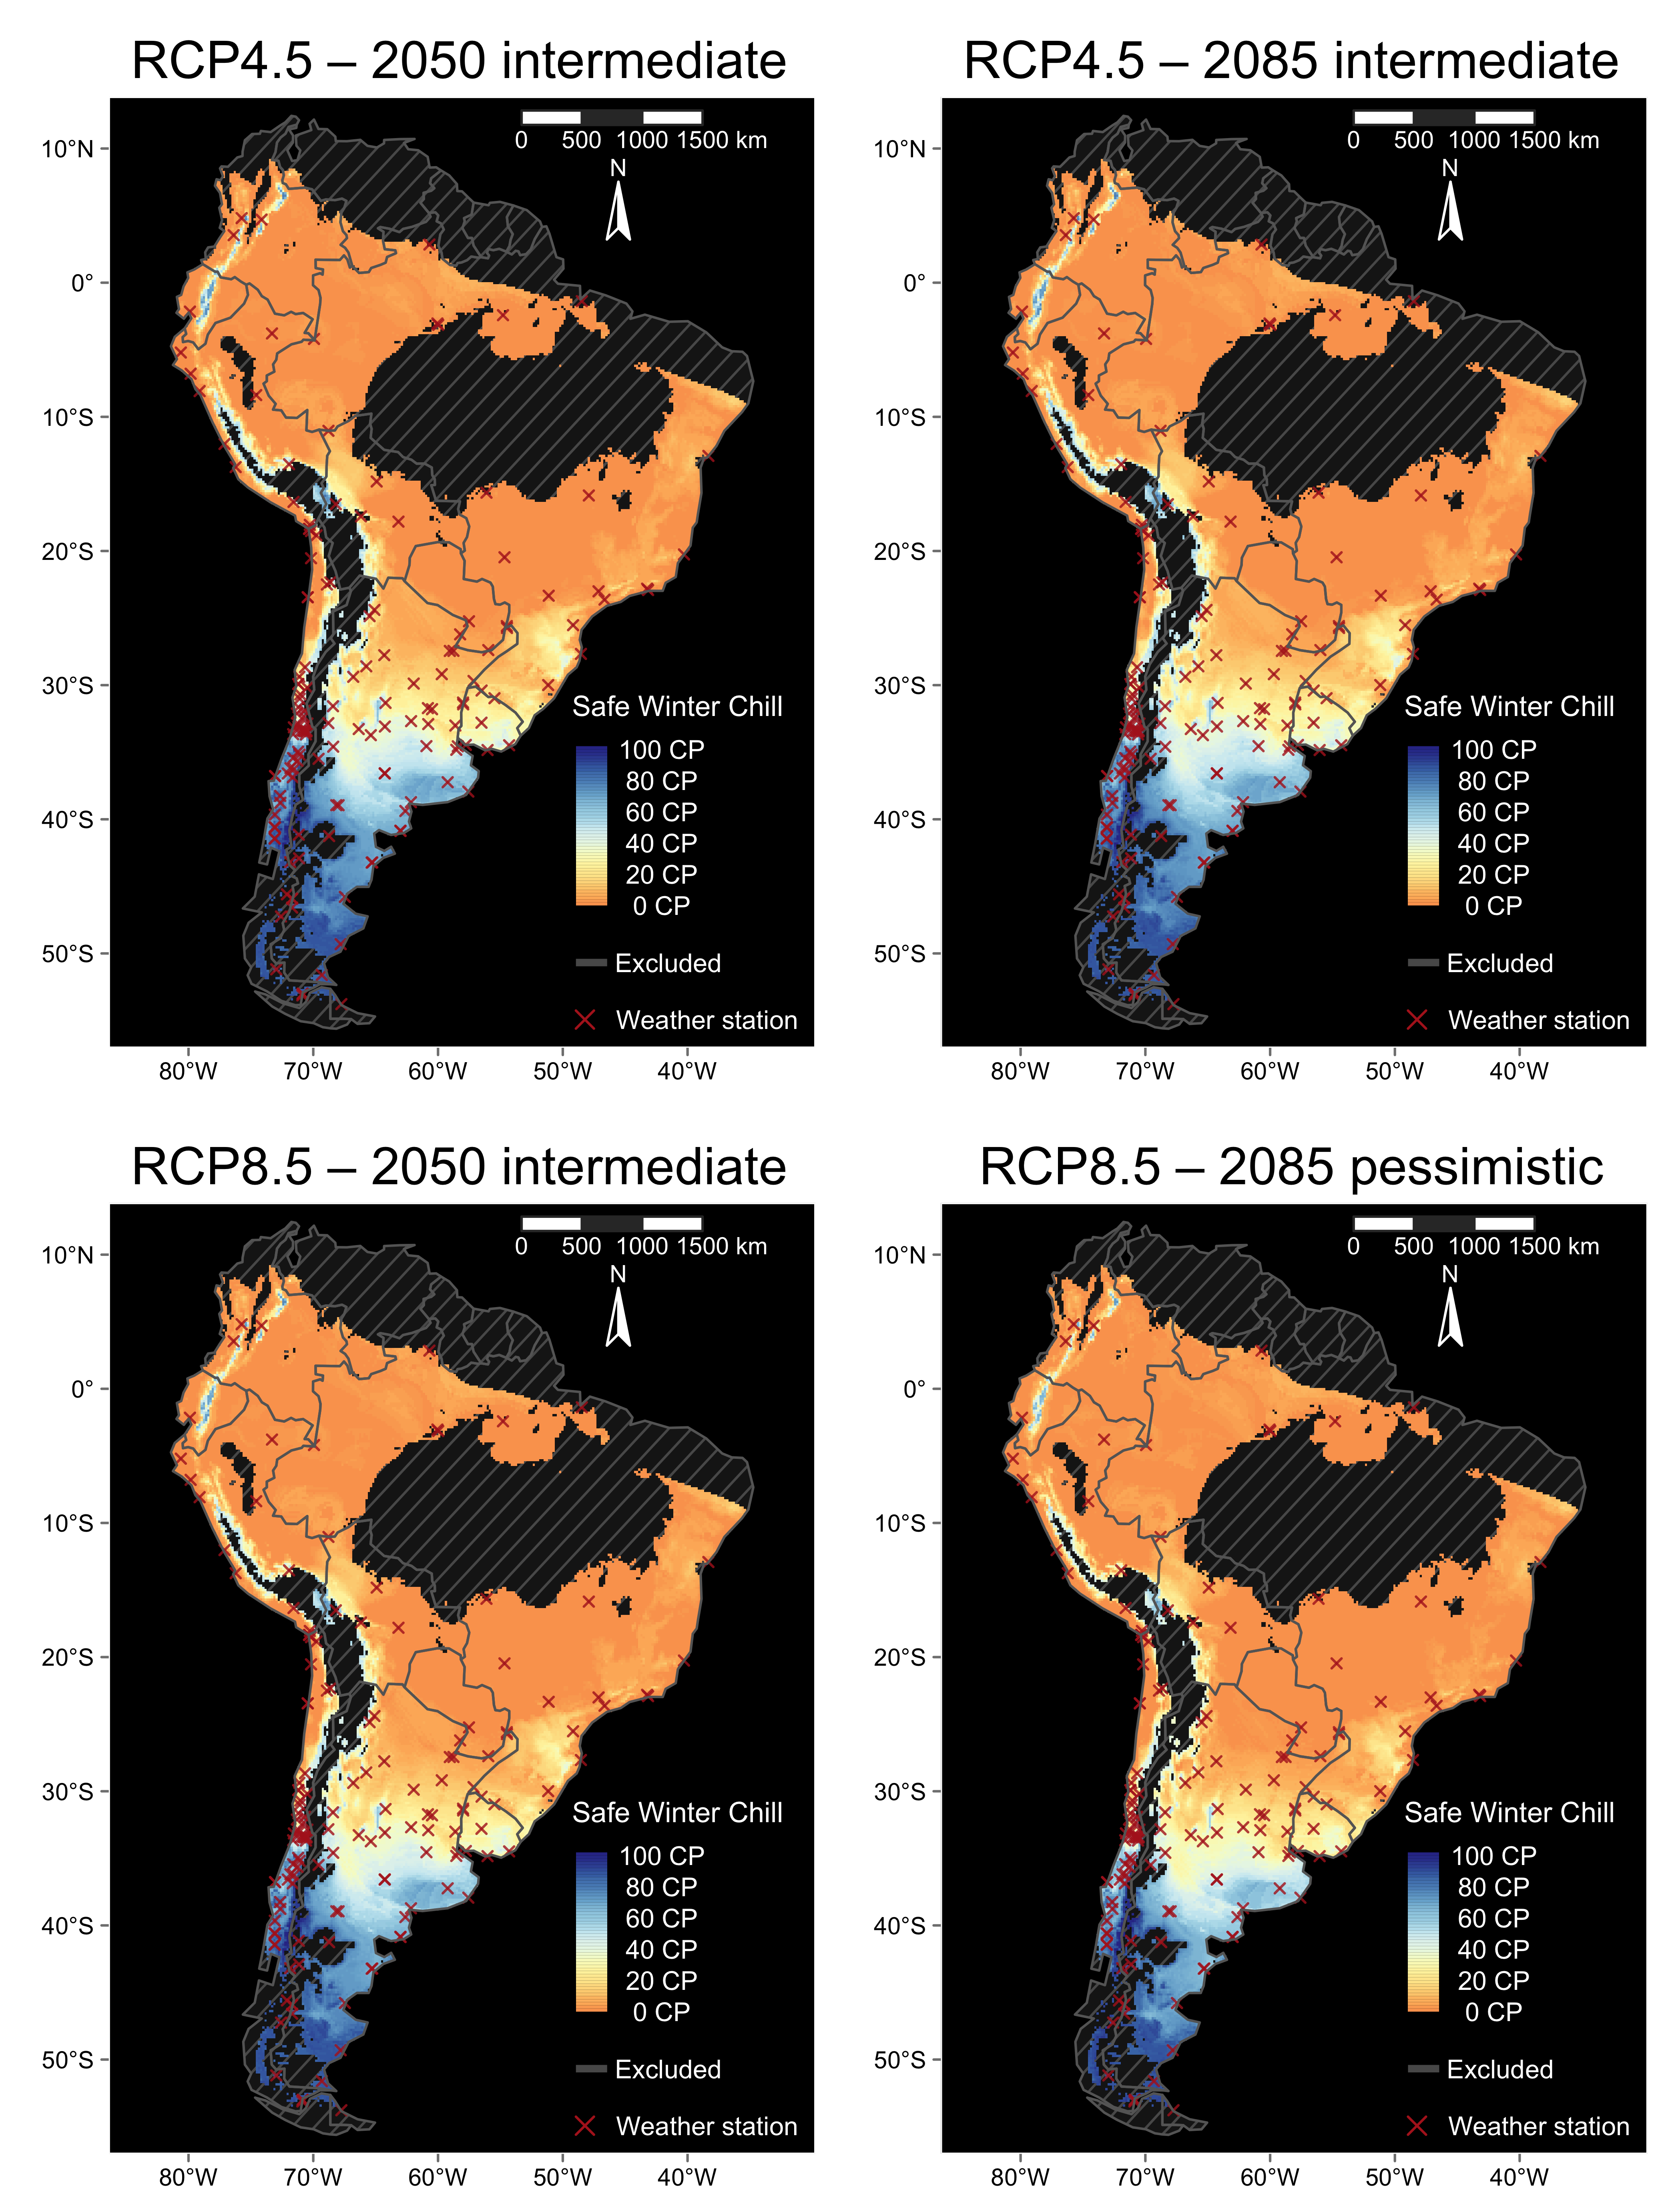 RCP4.5 – 2050 intermediate
0 500 1000 1500 km
N
10°N
0°
10°S
20°S
30°S
40°S
50°S
Safe Winter Chill
100 CP
80 CP
60 CP
40 CP
20 CP
0 CP
Excluded
Weather station
80°W 70°W 60°W 50°W 40°W
RCP4.5 – 2085 intermediate
0 500 1000 1500 km
N
10°N
0°
10°S
20°S
30°S
40°S
50°S
Safe Winter Chill
100 CP
80 CP
60 CP
40 CP
20 CP
0 CP
Excluded
Weather station
80°W 70°W 60°W 50°W 40°W
RCP8.5 – 2050 intermediate
0 500 1000 1500 km
N
10°N
0°
10°S
20°S
30°S
40°S
50°S
Safe Winter Chill
100 CP
80 CP
60 CP
40 CP
20 CP
0 CP
Excluded
Weather station
80°W 70°W 60°W 50°W 40°W
RCP8.5 – 2085 pessimistic
0 500 1000 1500 km
N
10°N
0°
10°S
20°S
30°S
40°S
50°S
Safe Winter Chill
100 CP
80 CP
60 CP
40 CP
20 CP
0 CP
Excluded
Weather station
80°W 70°W 60°W 50°W 40°W